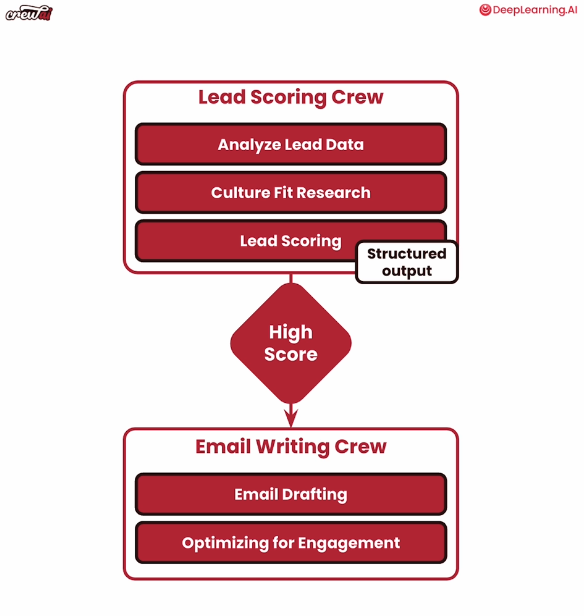 crewai
DeepLearning.AI
Lead Scoring Crew
Analyze Lead Data
Culture Fit Research
Lead Scoring
Structured
output
High
Score
Email Writing Crew
Email Drafting
Optimizing for Engagement